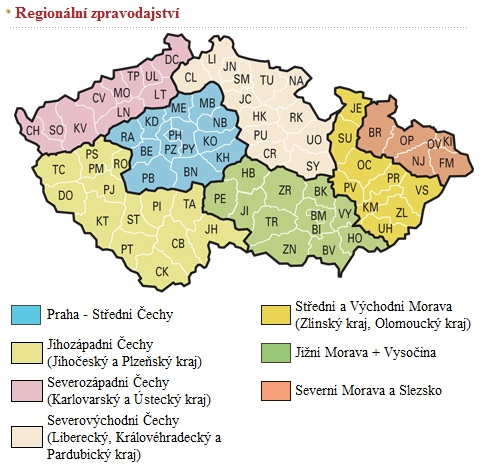 Regionální zpravodajství
DC
LI
JN
TP UL
CL
SM TU NA
CV MO LT
JC
ME MB
LN
HK RK
CH SO KV
KD NB
JE
RA PH
PU UO
SU BR OP OV KI
BE KO
PZ PY
CR
PS RO
KH
SY
OC NJ FM
TC PM
PB BN
HB
PR
DO PJ
ZR BK
PV VS
TA PE
KT ST PI
JI BM VY KM ZL
TR BI
PT CB JH
HO UH
ZN BV
CK
Praha - Střední Čechy
Jihozápadní Čechy
(Jihočeský a Plzeňský kraj)
Severozápadní Čechy
(Karlovarský a Ústecký kraj)
Severovýchodní Čechy
(Liberecký, Královéhradecký a
Pardubický kraj)
Střední a Východní Morava
(Zlínský kraj, Olomoucký kraj)
Jižní Morava + Vysočina
Severní Morava a Slezsko